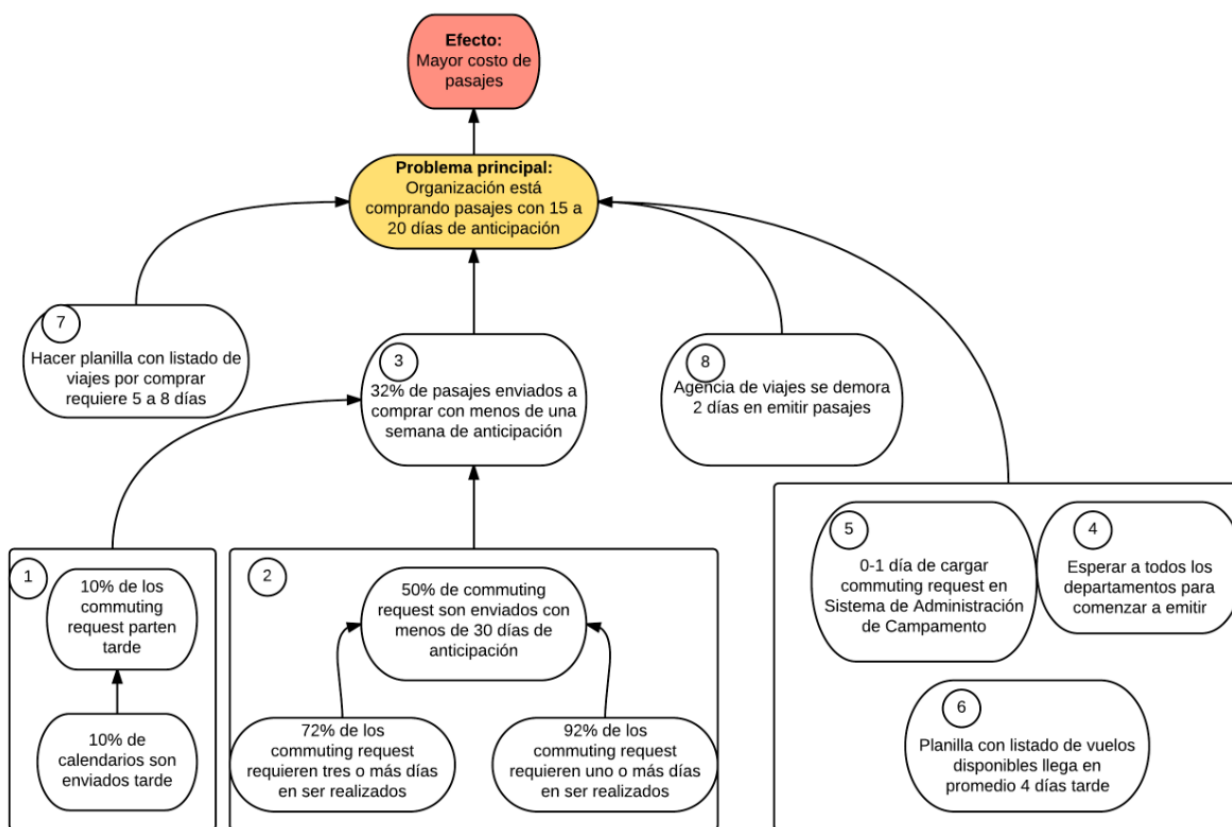 Efecto:
Mayor costo de
pasajes
Problema principal:
Organización está
comprando pasajes con 15 a
20 días de anticipación
7
Hacer planilla con listado de
viajes por comprar
requiere 5 a 8 días
3
32% de pasajes enviados a
comprar con menos de una
semana de anticipación
8
Agencia de viajes se demora
2 días en emitir pasajes
1
10% de los
commuting
request parten
tarde
10% de
calendarios son
enviados tarde
2
50% de commuting
request son enviados con
menos de 30 días de
anticipación
72% de los
commuting request
requieren tres o más días
en ser realizados
92% de los
commuting request
requieren uno o más días
en ser realizados
5
0-1 día de cargar
commuting request en
Sistema de Administración
de Campamento
4
Esperar a todos los
departamentos para
comenzar a emitir
6
Planilla con listado de vuelos
disponibles llega en
promedio 4 días tarde